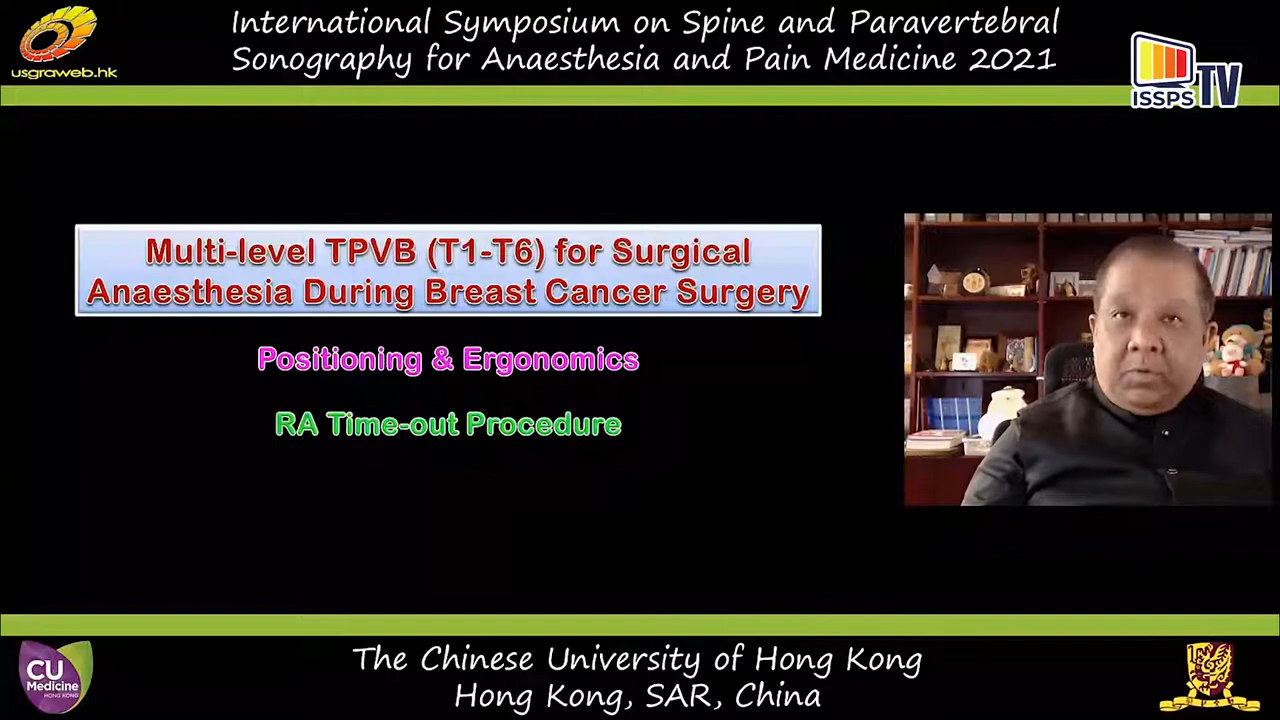 International Symposium on Spine and Paravertebral
Sonography for Anaesthesia and Pain Medicine 2021
usgraweb.hk
ISSPS TV
Multi-level TPVB (T1-T6) for Surgical
Anaesthesia During Breast Cancer Surgery
Positioning & Ergonomics
RA Time-out Procedure
CU
Medicine
HONG KONG
The Chinese University of Hong Kong
Hong Kong, SAR, China